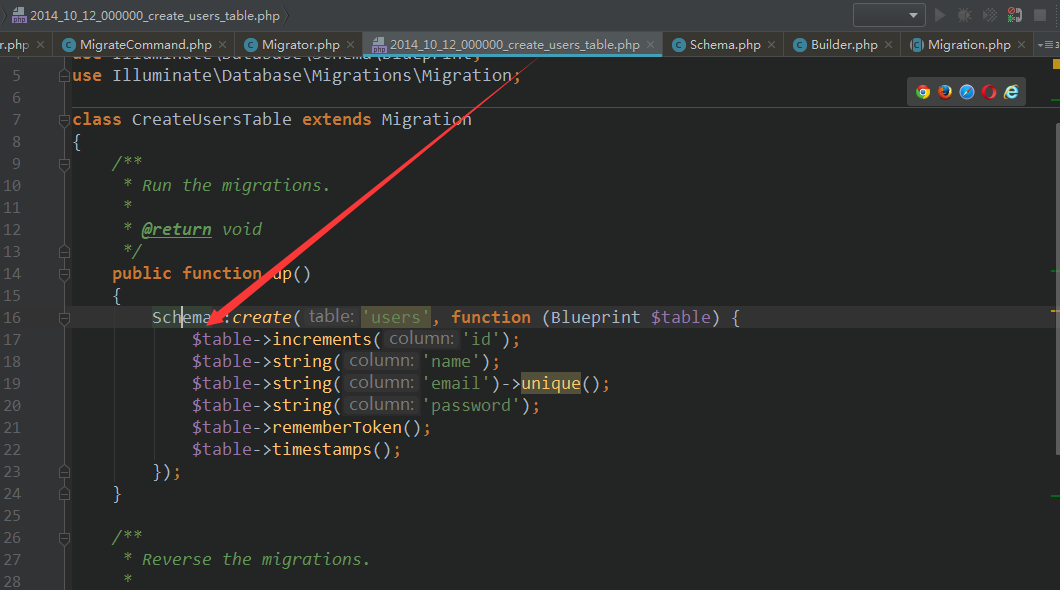 2014_10_12_000000_create_users_table.php
r.php MigrateCommand.php Migrator.php 2014_10_12_000000_create_users_table.php Schema.php Builder.php Migration.php
use Illuminate\Database\Schema\Blueprint;
5 use Illuminate\Database\Migrations\Migration;
6
7 class CreateUsersTable extends Migration
8 {
9 /**
10 * Run the migrations.
11 *
12 * @return void
13 */
14 public function up()
15 {
16 Schema::create( table: 'users', function (Blueprint $table) {
17 $table->increments( column: 'id');
18 $table->string( column: 'name');
19 $table->string( column: 'email')->unique();
20 $table->string( column: 'password');
21 $table->rememberToken();
22 $table->timestamps();
23 });
24 }
25
26 /**
27 * Reverse the migrations.
28 *